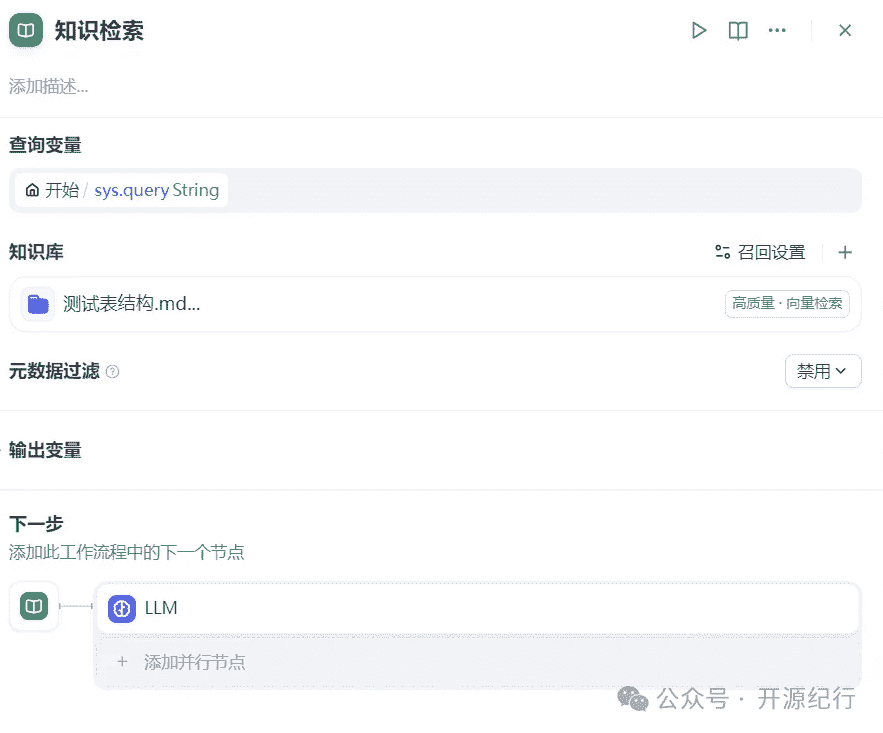 知识检索
添加描述...
查询变量
开始 / sys.query String
知识库 召回设置
测试表结构.md... 高质量 · 向量检索
元数据过滤 禁用
输出变量
下一步
添加此工作流程中的下一个节点
LLM
+ 添加并行节点
公众号 · 开源纪行